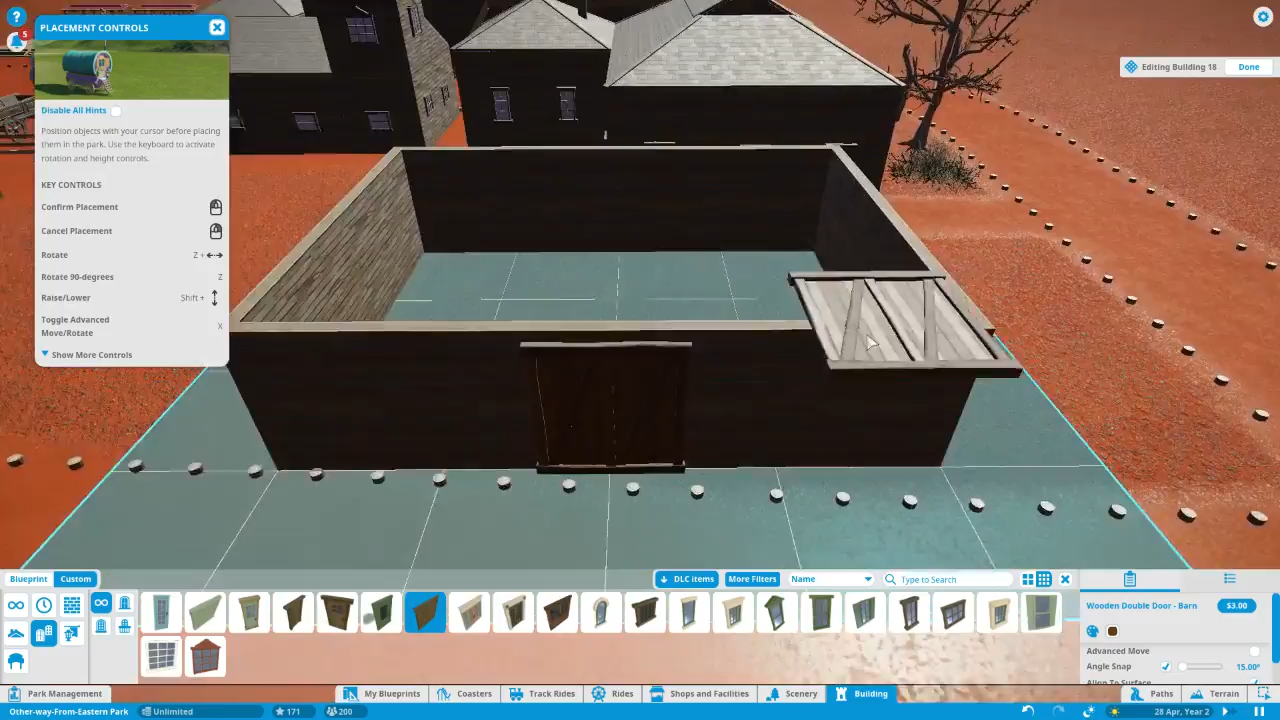 ?
PLACEMENT CONTROLS
5
Disable All Hints
Position objects with your cursor before placing
them in the park. Use the keyboard to activate
rotation and height controls.
KEY CONTROLS
Confirm Placement
Cancel Placement
Rotate Z +
Rotate 90-degrees Z
Raise/Lower Shift +
Toggle Advanced
Move/Rotate X
Show More Controls
Editing Building 18 Done
Blueprint Custom DLC items More Filters Name Type to Search
Wooden Double Door - Barn $3.00
Advanced Move
Angle Snap 15.00°
Align To Surface
Park Management My Blueprints Coasters Track Rides Rides Shops and Facilities Scenery Building Paths Terrain
Other-way-From-Eastern Park Unlimited 171 200 28 Apr, Year 2